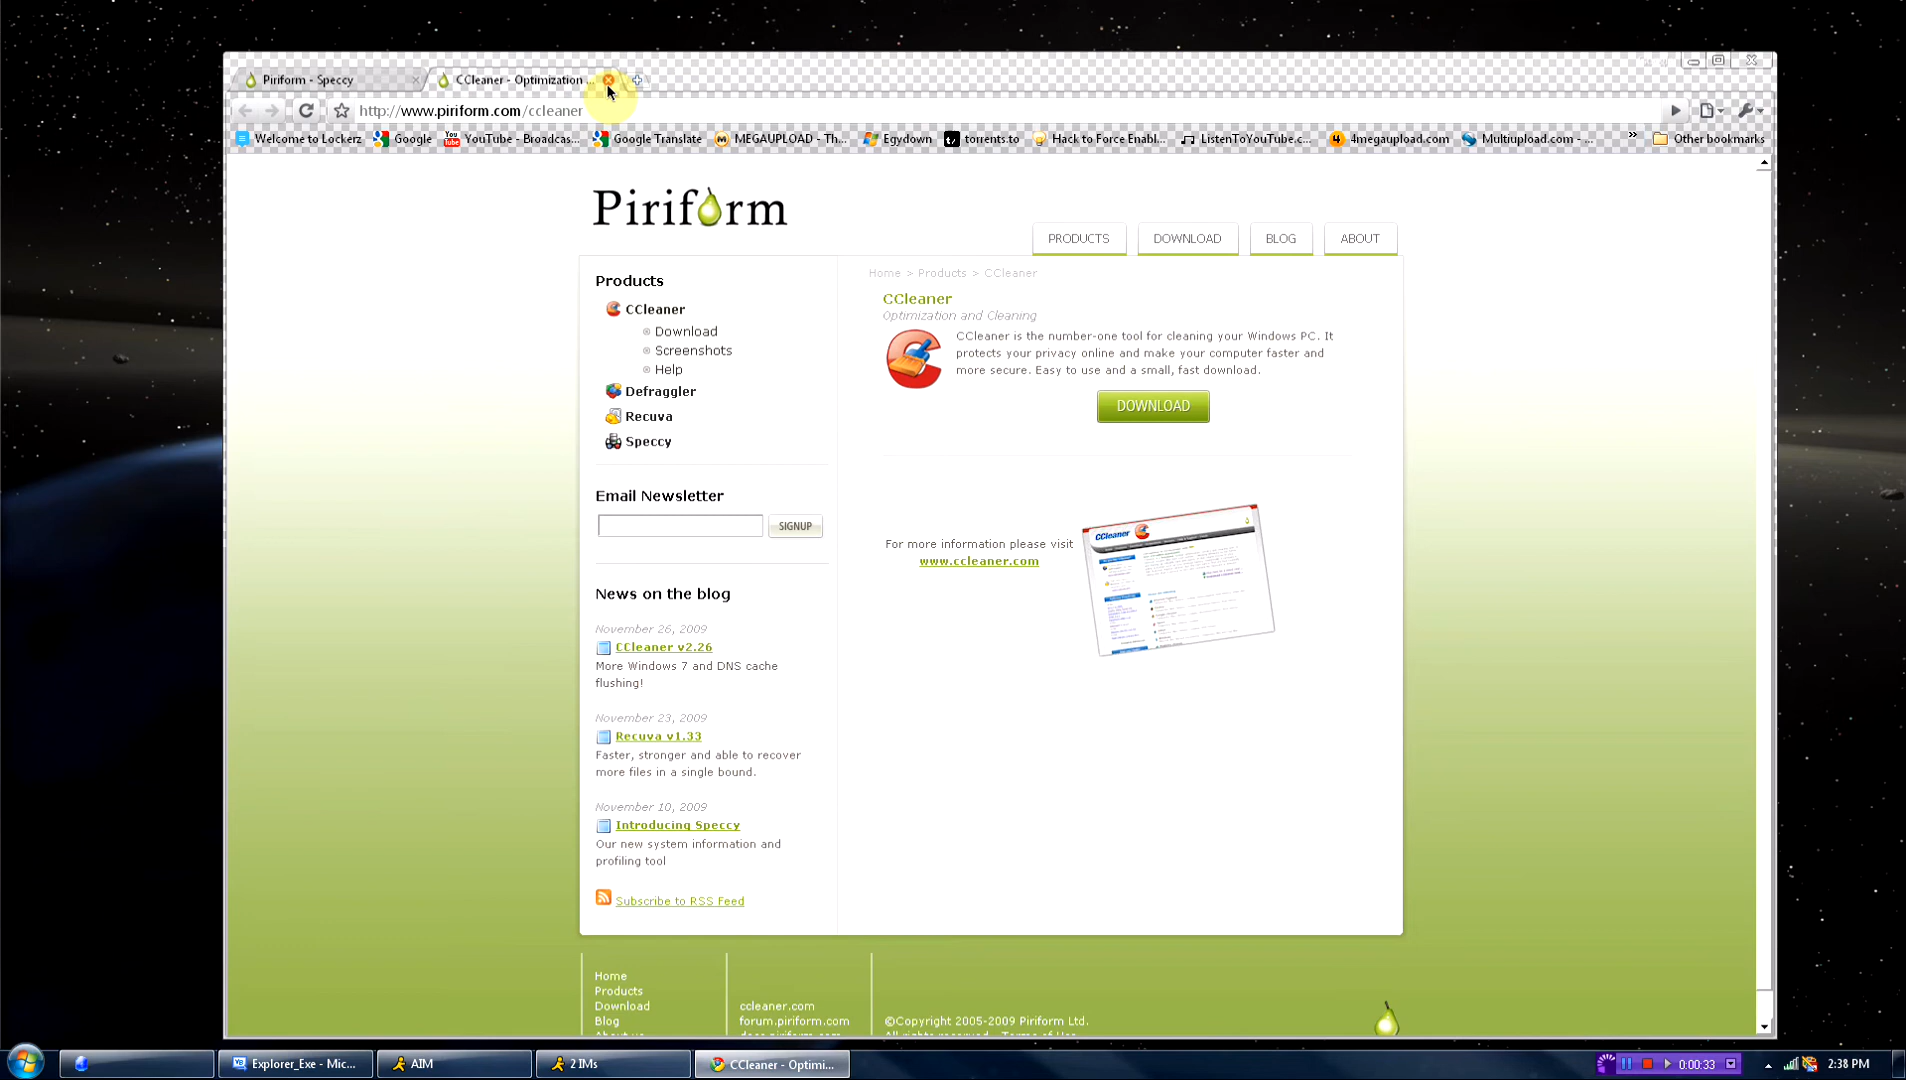 Piriform - Speccy
CCleaner - Optimization ...
http://www.piriform.com/ccleaner
Welcome to Lockerz
Google
YouTube - Broadcas...
Google Translate
MEGAUPLOAD - Th...
Egydown
torrents.to
Hack to Force Enabl...
ListenToYouTube.c...
4megaupload.com
Multiupload.com - ...
»
Other bookmarks
Piriform
PRODUCTS
DOWNLOAD
BLOG
ABOUT
Home > Products > CCleaner
Products
CCleaner
Download
Screenshots
Help
Defraggler
Recuva
Speccy
Email Newsletter
SIGNUP
News on the blog
November 26, 2009
CCleaner v2.26
More Windows 7 and DNS cache
flushing!
November 23, 2009
Recuva v1.33
Faster, stronger and able to recover
more files in a single bound.
November 10, 2009
Introducing Speccy
Our new system information and
profiling tool
Subscribe to RSS Feed
CCleaner
Optimization and Cleaning
CCleaner is the number-one tool for cleaning your Windows PC. It
protects your privacy online and make your computer faster and
more secure. Easy to use and a small, fast download.
DOWNLOAD
For more information please visit
www.ccleaner.com
CCleaner
Home
Products
Download
Blog
ccleaner.com
forum.piriform.com
©Copyright 2005-2009 Piriform Ltd.
Explorer_Exe - Mic...
AIM
2 IMs
CCleaner - Optimi...
0:00:33
2:38 PM